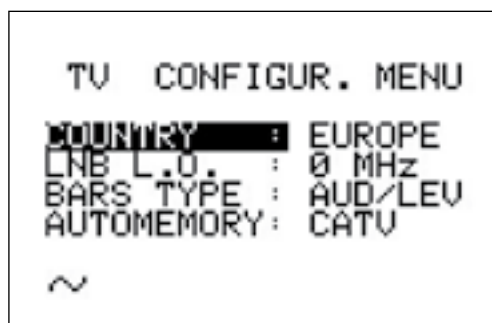 TV CONFIGUR. MENU
COUNTRY : EUROPE
LNB L.O. : 0 MHz
BARS TYPE : AUD/LEV
AUTOMEMORY: CATV
~